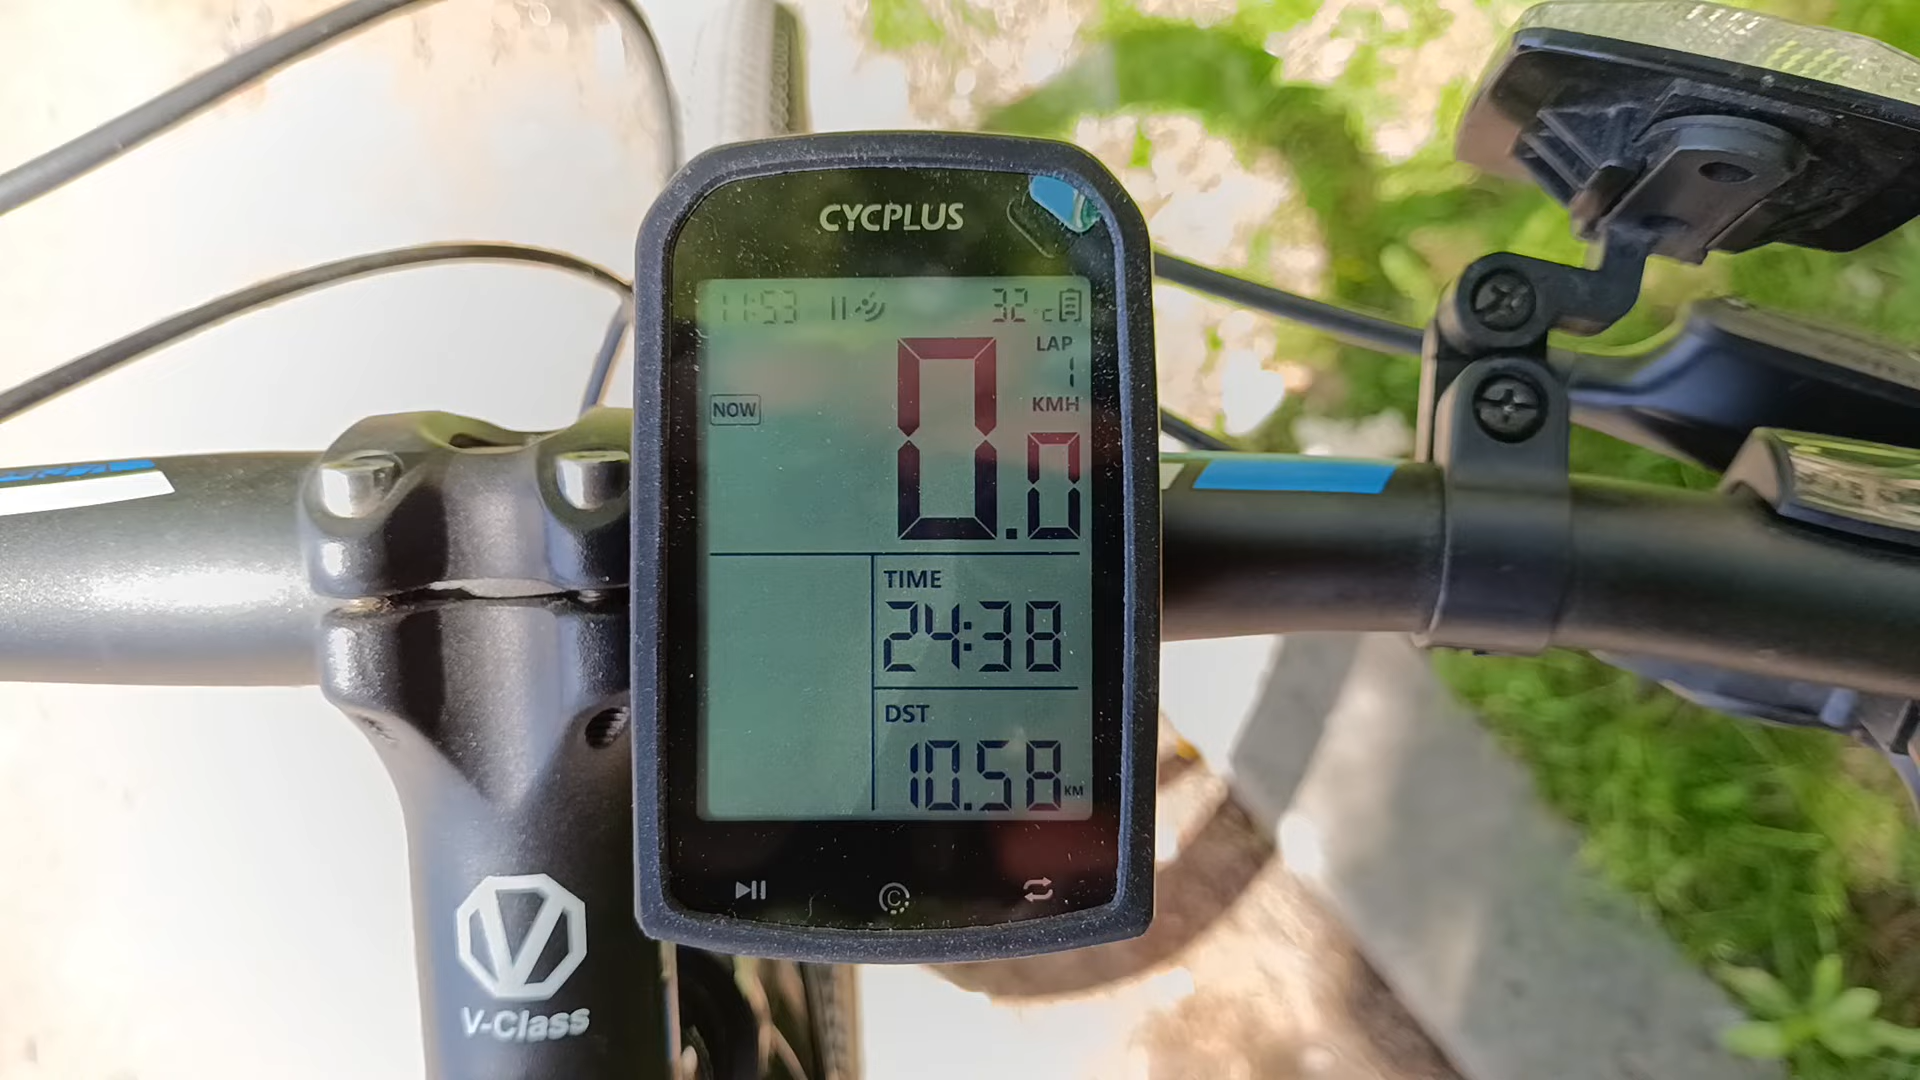 CYCPLUS
11:53 32°C
LAP
1
NOW
KMH
0.0
TIME
24:38
DST
10.58 KM
V-Class